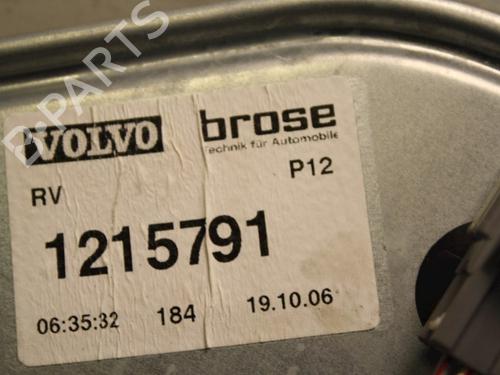 B-PARTS
VOLVO
brose
Technik für Automobile
RV
P12
1215791
06:35:32 184 19.10.06